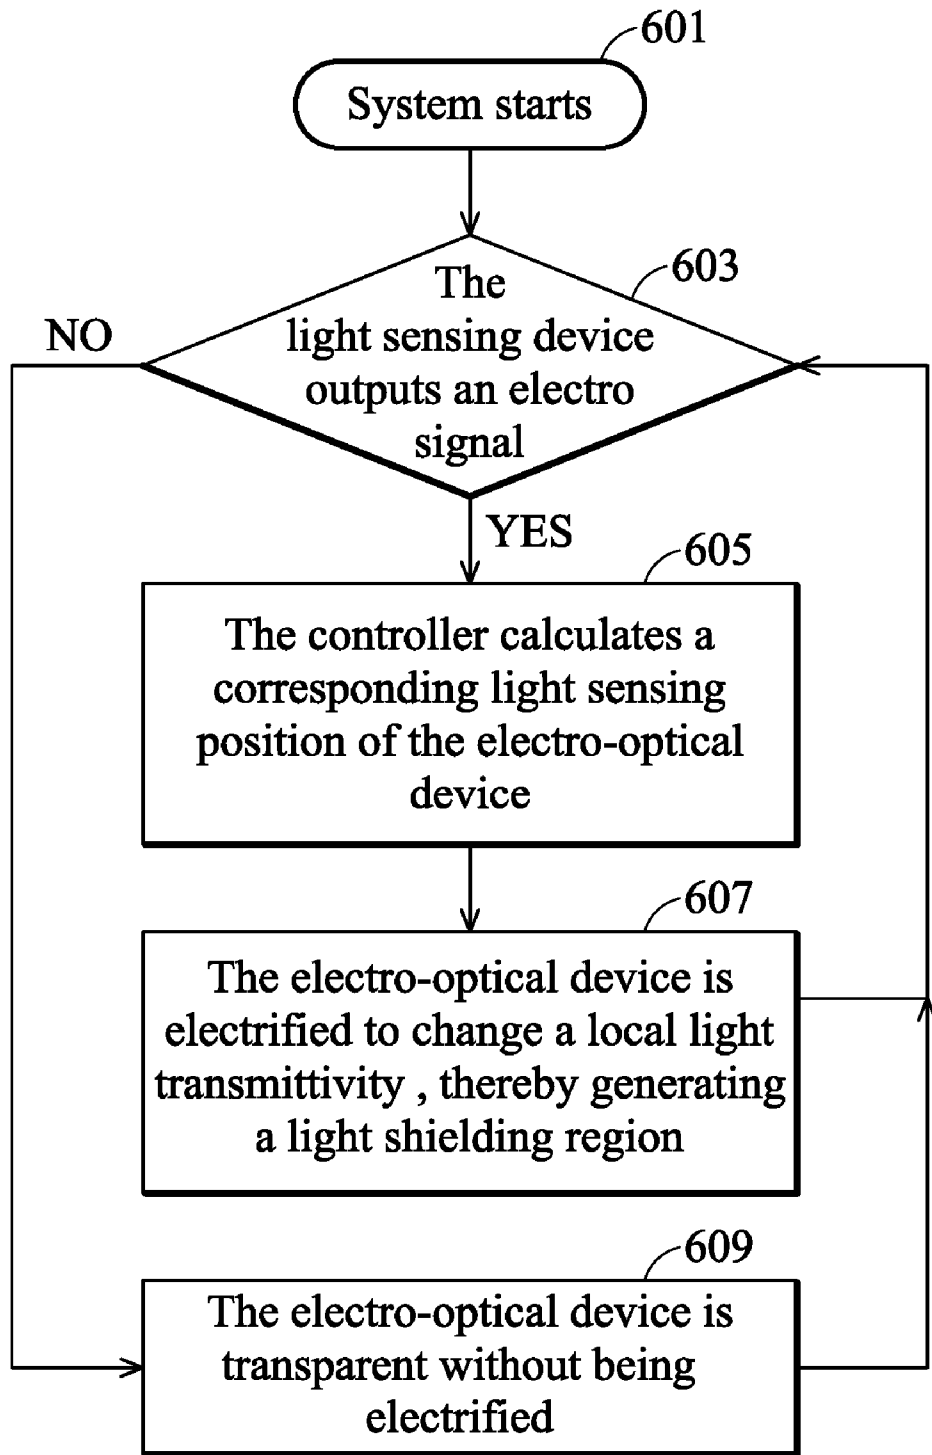 601
System starts
603
The
light sensing device
outputs an electro
signal
NO
YES
605
The controller calculates a
corresponding light sensing
position of the electro-optical
device
607
The electro-optical device is
electrified to change a local light
transmittivity , thereby generating
a light shielding region
609
The electro-optical device is
transparent without being
electrified